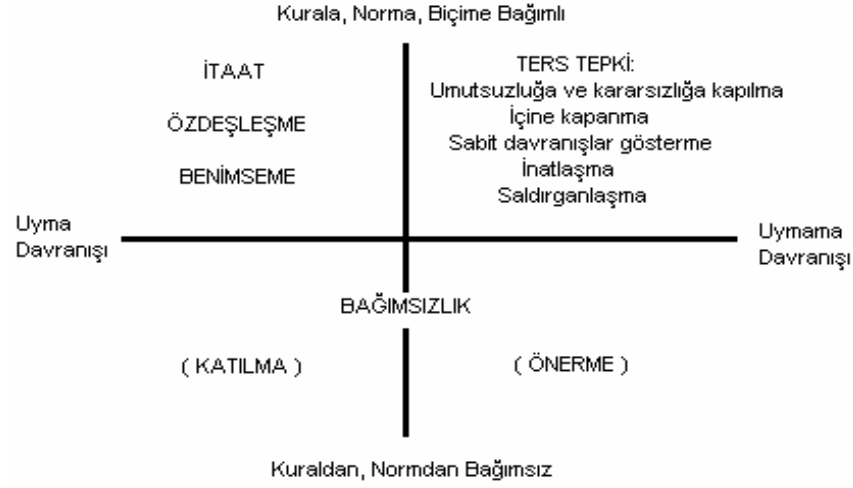 Kurala, Norma, Biçime Bağımlı
İTAAT
ÖZDEŞLEŞME
BENİMSEME
TERS TEPKİ:
Umutsuzluğa ve kararsızlığa kapılma
İçine kapanma
Sabit davranışlar gösterme
İnatlaşma
Saldırganlaşma
Uyma
Davranışı
Uymama
Davranışı
BAĞIMSIZLIK
( KATILMA )
( ÖNERME )
Kuraldan, Normdan Bağımsız